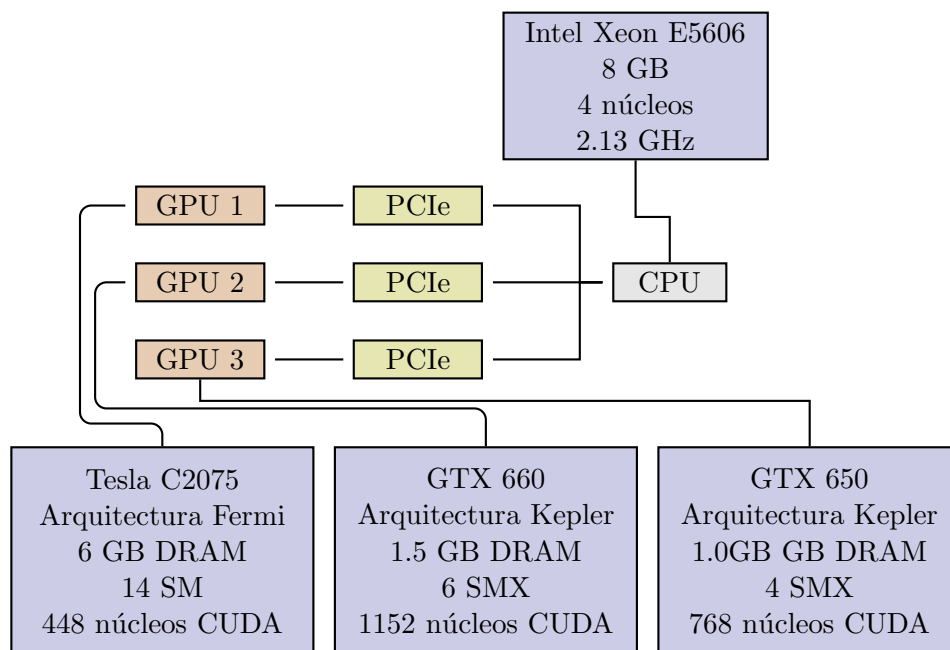 Intel Xeon E5606
8 GB
4 núcleos
2.13 GHz
GPU 1
PCIe
GPU 2
PCIe
CPU
GPU 3
PCIe
Tesla C2075
Arquitectura Fermi
6 GB DRAM
14 SM
448 núcleos CUDA
GTX 660
Arquitectura Kepler
1.5 GB DRAM
6 SMX
1152 núcleos CUDA
GTX 650
Arquitectura Kepler
1.0GB GB DRAM
4 SMX
768 núcleos CUDA